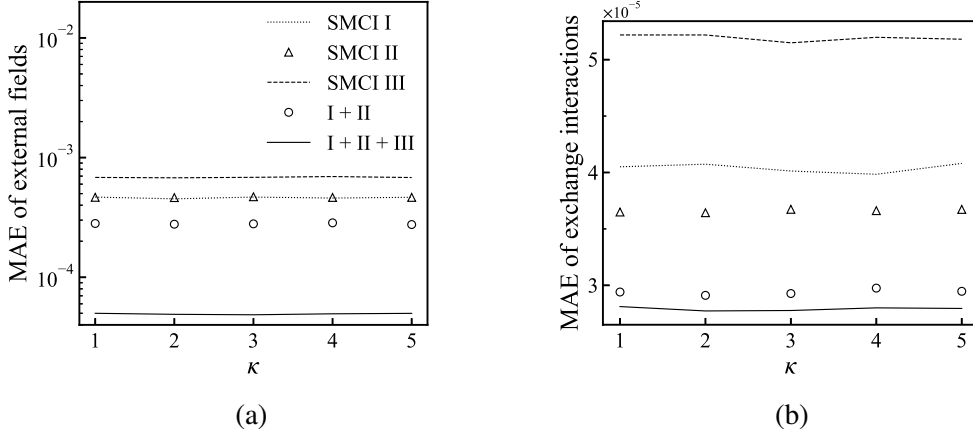 MAE of external fields
10⁻²
10⁻³
10⁻⁴
SMCI I
SMCI II
SMCI III
I + II
I + II + III
1 2 3 4 5
κ
(a)
MAE of exchange interactions
×10⁻⁵
5
4
3
1 2 3 4 5
κ
(b)